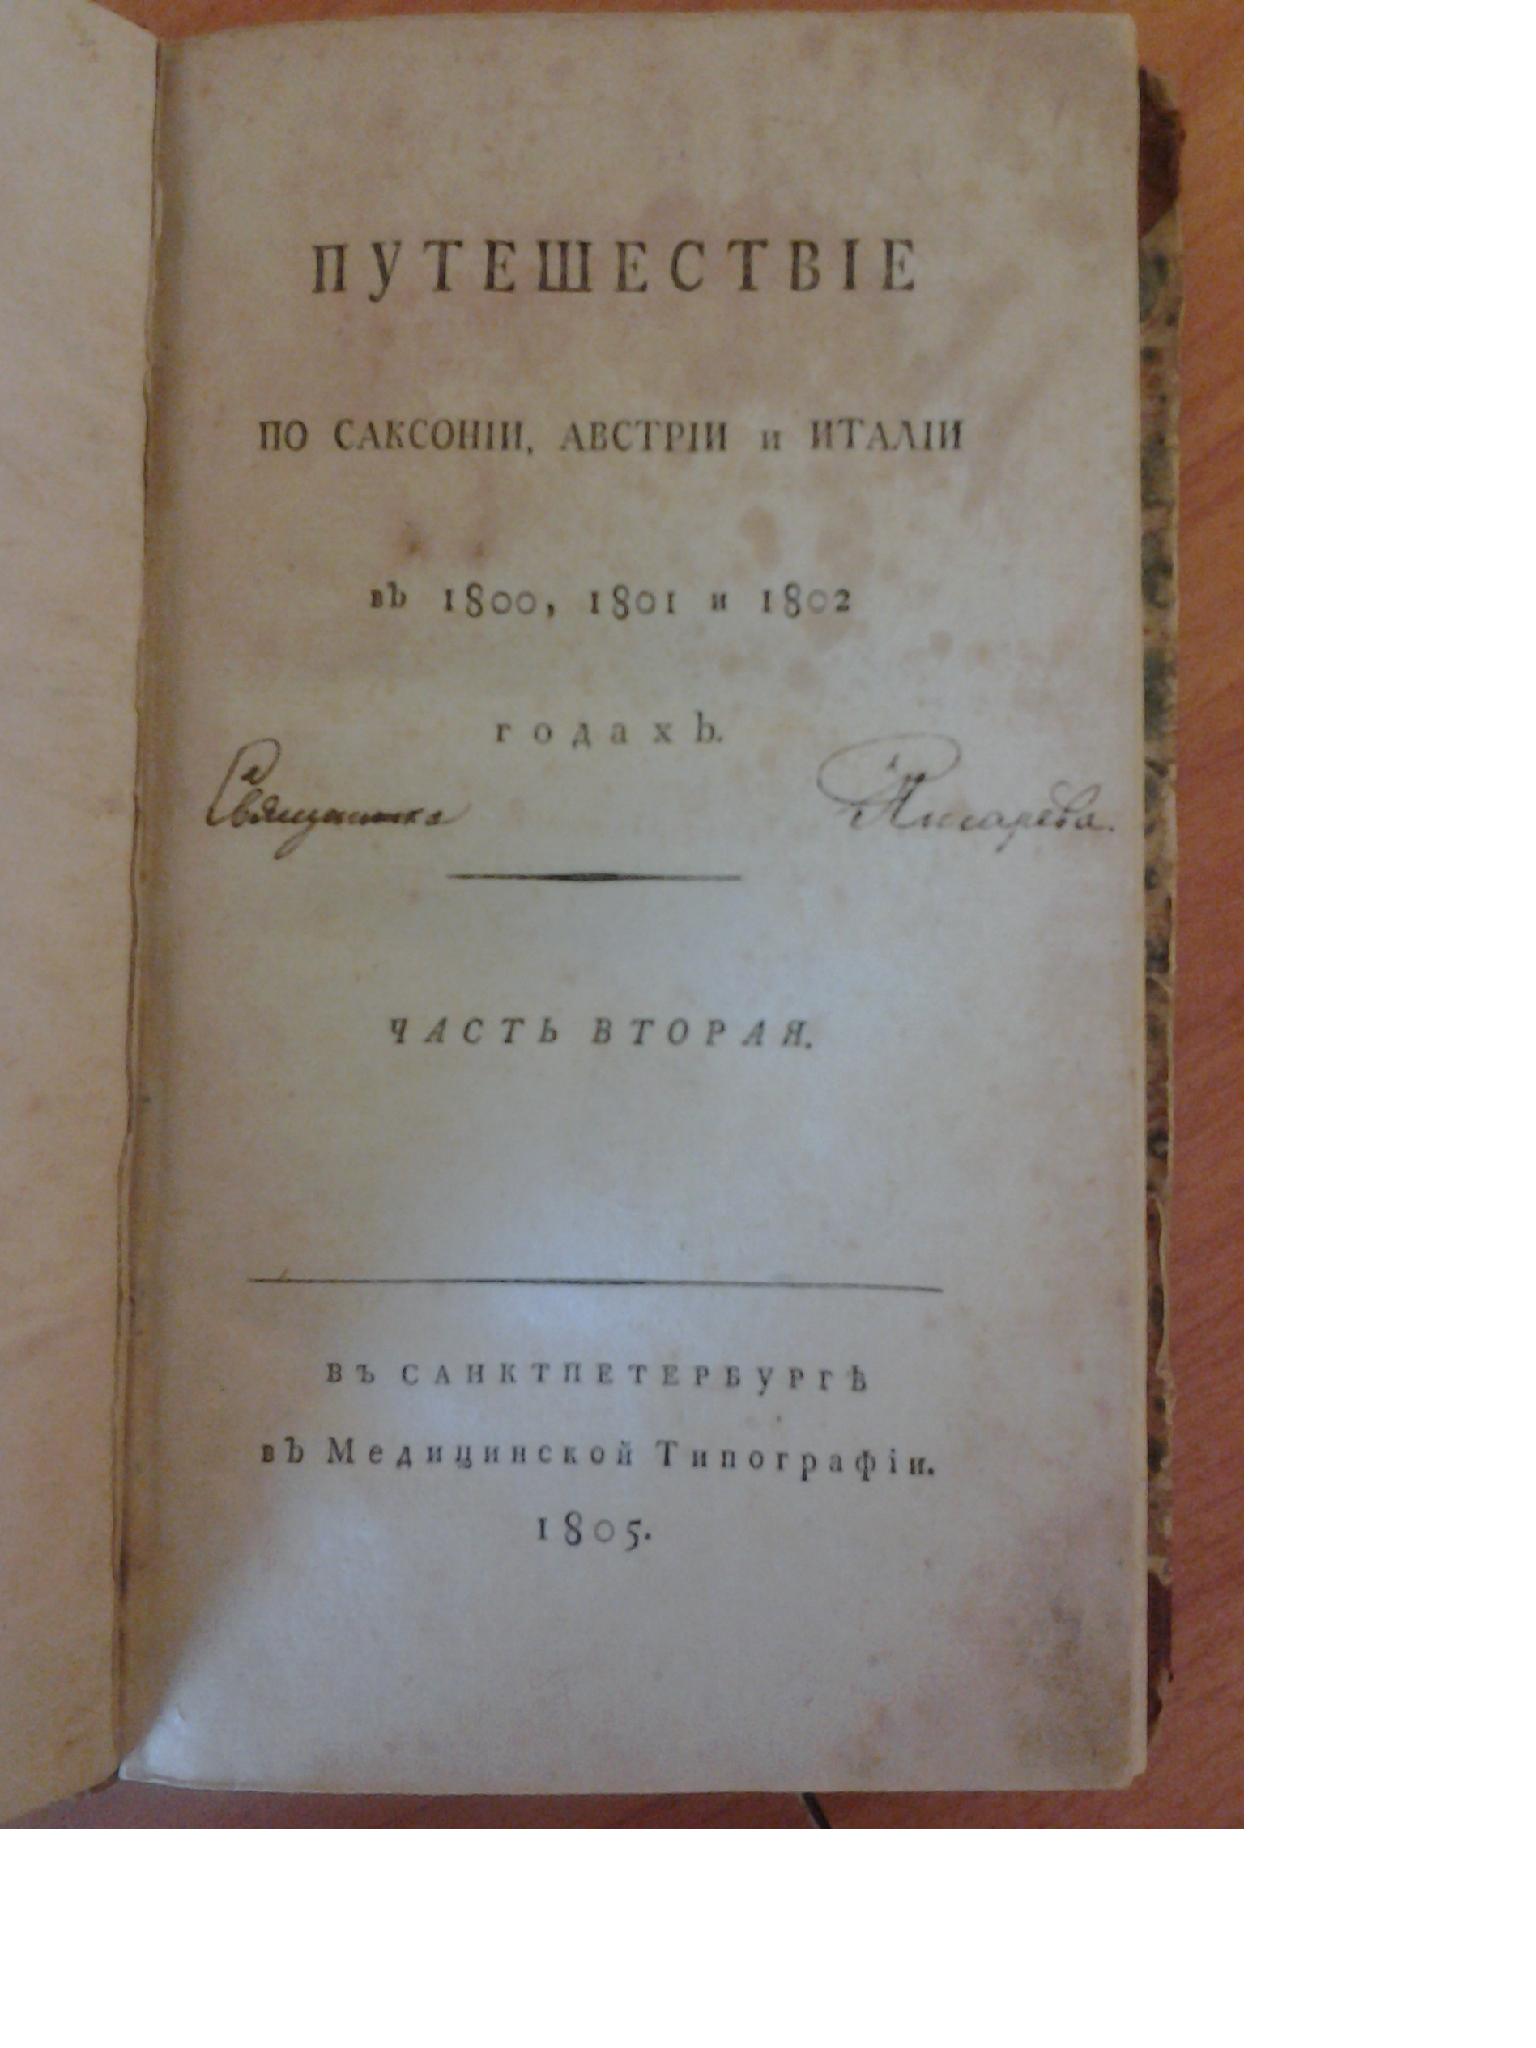 ПУТЕШЕСТВІЕ
ПО САКСОНІИ, АВСТРІИ и ИТАЛІИ
въ 1800, 1801 и 1802
годахъ.
Священника Писарева.
ЧАСТЬ ВТОРАЯ.
ВЪ САНКТПЕТЕРБУРГѢ
въ Медицинской Типографіи.
1805.